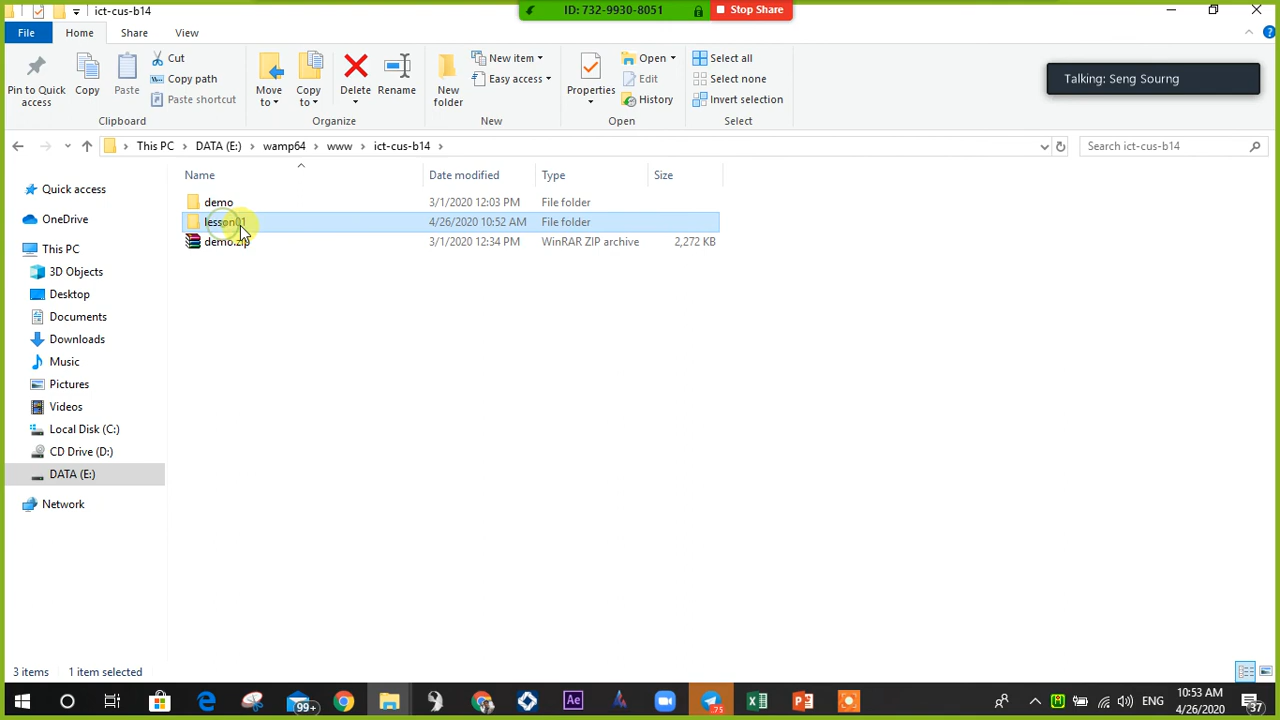 ict-cus-b14
ID: 732-9930-8051
Stop Share
File
Home
Share
View
Talking: Seng Sourng
Pin to Quick access
Copy
Paste
Cut
Copy path
Paste shortcut
Clipboard
Move to
Copy to
Delete
Rename
Organize
New folder
New item
Easy access
New
Properties
Open
Edit
History
Open
Select all
Select none
Invert selection
Select
This PC
DATA (E:)
wamp64
www
ict-cus-b14
Search ict-cus-b14
Name
Date modified
Type
Size
demo 3/1/2020 12:03 PM File folder
lesson01 4/26/2020 10:52 AM File folder
demo.zip 3/1/2020 12:34 PM WinRAR ZIP archive 2,272 KB
Quick access
OneDrive
This PC
3D Objects
Desktop
Documents
Downloads
Music
Pictures
Videos
Local Disk (C:)
CD Drive (D:)
DATA (E:)
Network
3 items
1 item selected
99+
Ae
75
ENG
10:53 AM
4/26/2020
37